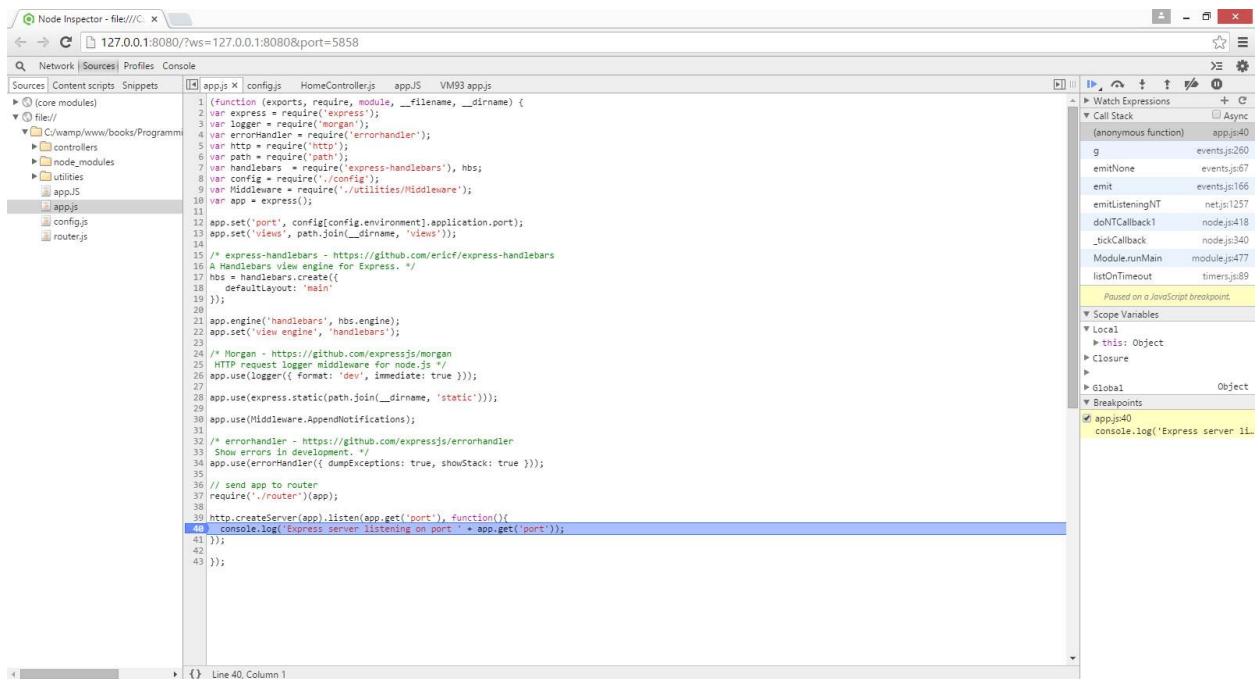 Node Inspector - file:///C:
127.0.0.1:8080/?ws=127.0.0.1:8080&port=5858
Network Sources Profiles Console
Sources Content scripts Snippets
(core modules)
file://
C:/wamp/www/books/Programmi
controllers
node_modules
utilities
app.JS
app.js
config.js
router.js
app.js config.js HomeController.js app.JS VM93 app.js
1 (function (exports, require, module, __filename, __dirname) {
2 var express = require('express');
3 var logger = require('morgan');
4 var errorHandler = require('errorhandler');
5 var http = require('http');
6 var path = require('path');
7 var handlebars  = require('express-handlebars'), hbs;
8 var config = require('./config');
9 var Middleware = require('./utilities/Middleware');
10 var app = express();
11
12 app.set('port', config[config.environment].application.port);
13 app.set('views', path.join(__dirname, 'views'));
14
15 /* express-handlebars - https://github.com/ericf/express-handlebars
16 A Handlebars view engine for Express. */
17 hbs = handlebars.create({
18    defaultLayout: 'main'
19 });
20
21 app.engine('handlebars', hbs.engine);
22 app.set('view engine', 'handlebars');
23
24 /* Morgan - https://github.com/expressjs/morgan
25  HTTP request logger middleware for node.js */
26 app.use(logger({ format: 'dev', immediate: true }));
27
28 app.use(express.static(path.join(__dirname, 'static')));
29
30 app.use(Middleware.AppendNotifications);
31
32 /* errorhandler - https://github.com/expressjs/errorhandler
33  Show errors in development. */
34 app.use(errorHandler({ dumpExceptions: true, showStack: true }));
35
36 // send app to router
37 require('./router')(app);
38
39 http.createServer(app).listen(app.get('port'), function(){
40   console.log('Express server listening on port ' + app.get('port'));
41 });
42
43 });
{} Line 40, Column 1
Watch Expressions
Call Stack Async
(anonymous function) app.js:40
g events.js:260
emitNone events.js:67
emit events.js:166
emitListeningNT net.js:1257
doNTCallback1 node.js:418
_tickCallback node.js:340
Module.runMain module.js:477
listOnTimeout timers.js:89
Paused on a JavaScript breakpoint.
Scope Variables
Local
this: Object
Closure
Global Object
Breakpoints
app.js:40
console.log('Express server li…